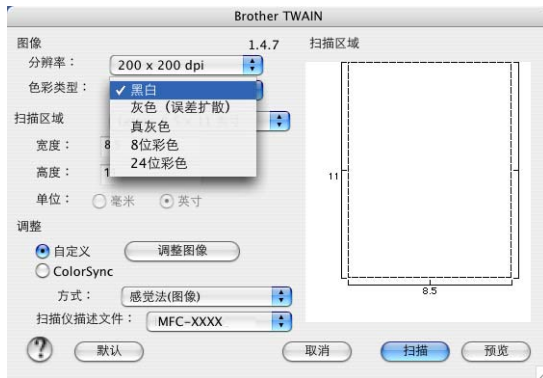 Brother TWAIN
图像 1.4.7
分辨率： 200 x 200 dpi
色彩类型：
✓ 黑白
灰色（误差扩散）
真灰色
8位彩色
24位彩色
扫描区域
宽度： 8
高度： 1
单位： 毫米 英寸
调整
自定义 调整图像
ColorSync
方式： 感觉法(图像)
扫描仪描述文件： MFC-XXXX
? 默认
扫描区域
11
8.5
取消 扫描 预览